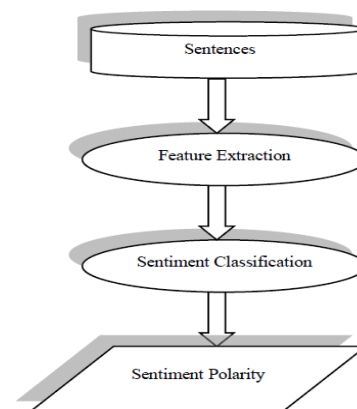 Sentences
Feature Extraction
Sentiment Classification
Sentiment Polarity